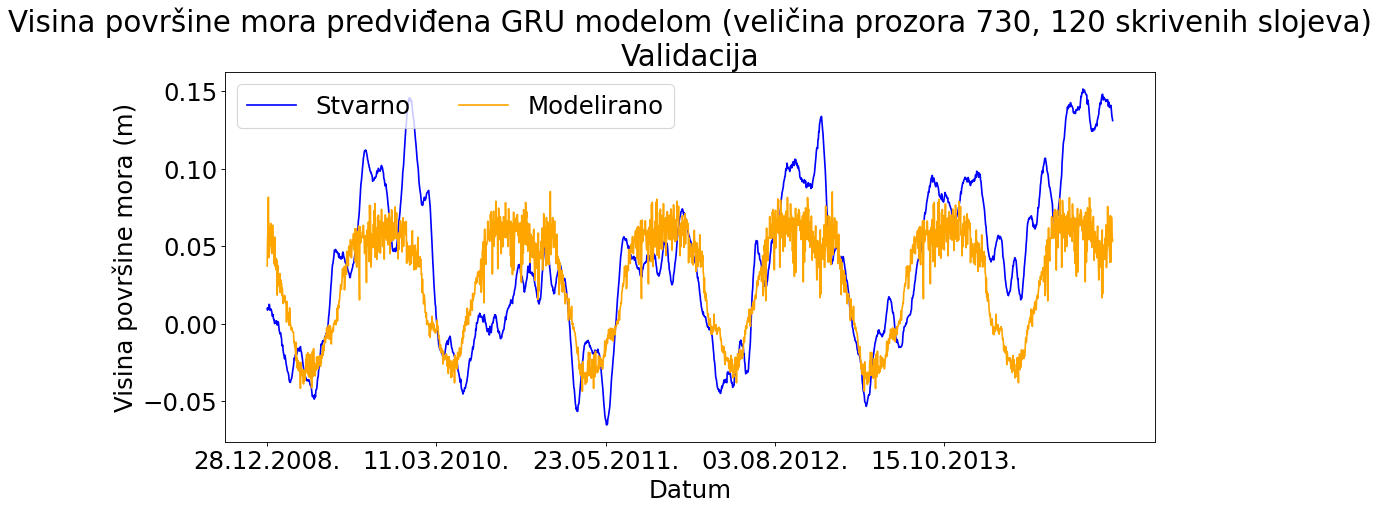 Visina površine mora predviđena GRU modelom (veličina prozora 730, 120 skrivenih slojeva)
Validacija
Stvarno
Modelirano
Visina površine mora (m)
0.15
0.10
0.05
0.00
−0.05
28.12.2008.
11.03.2010.
23.05.2011.
03.08.2012.
15.10.2013.
Datum